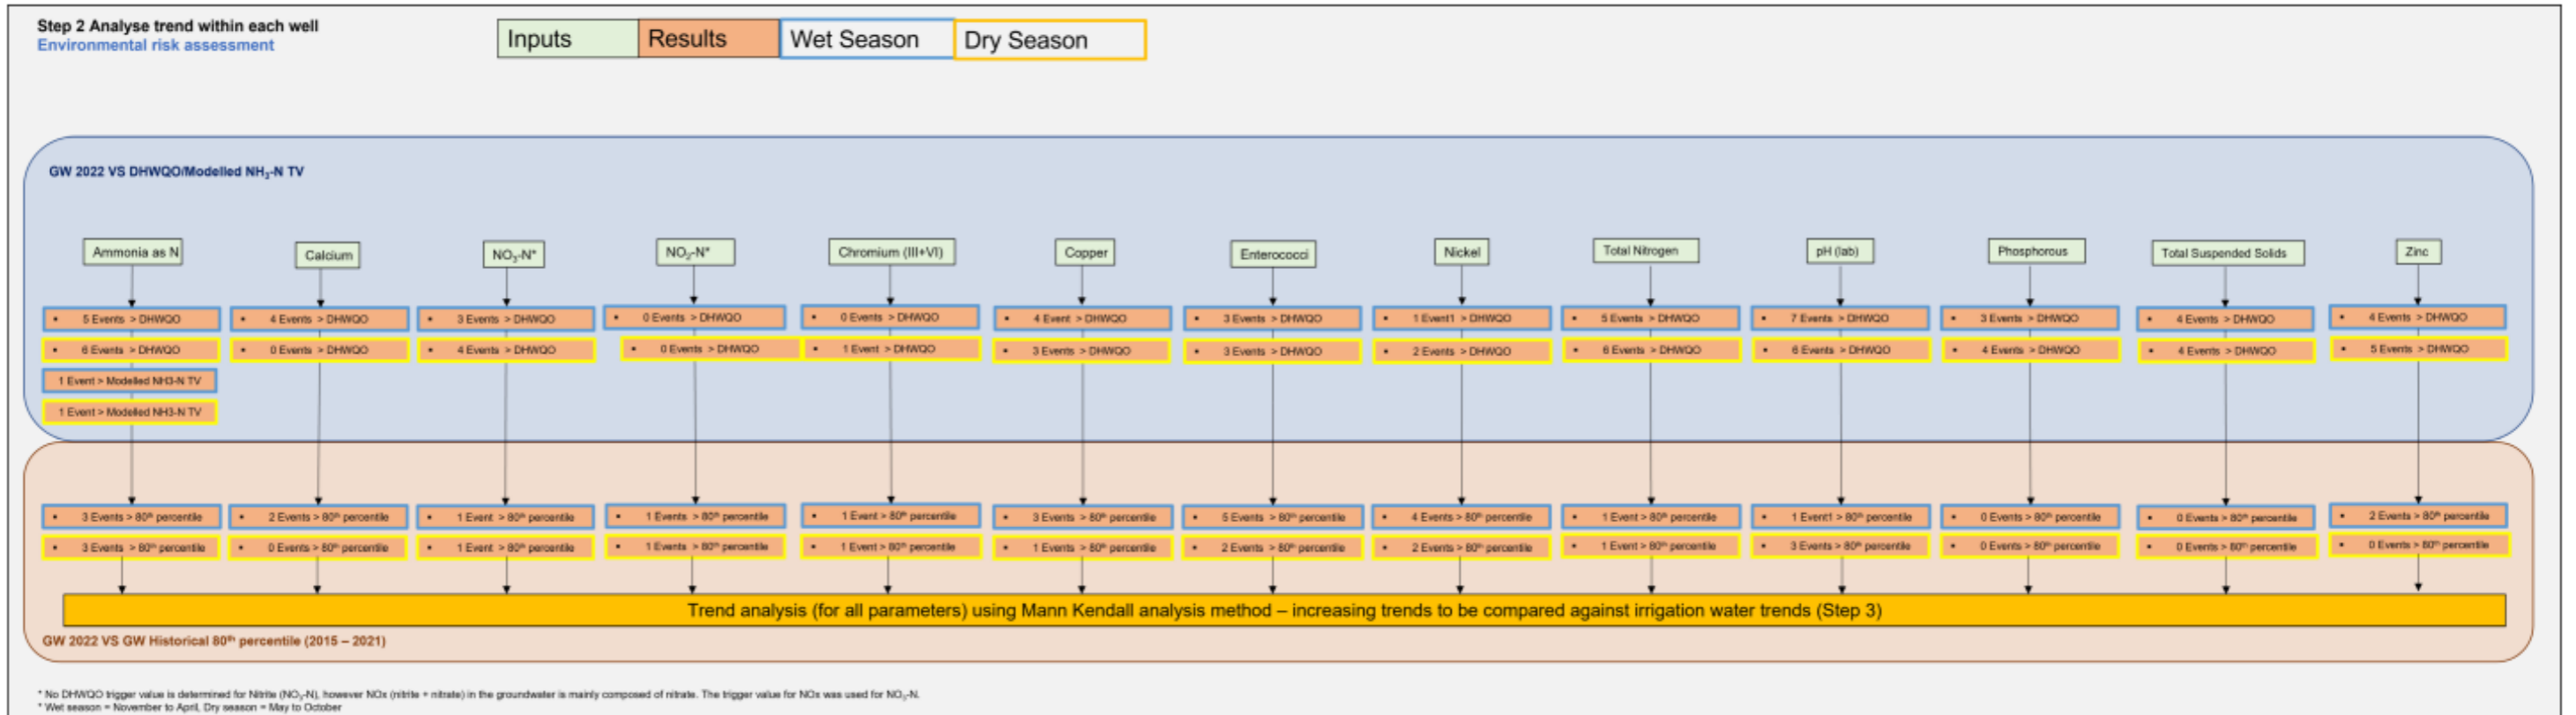 Step 2 Analyse trend within each well
Environmental risk assessment
Inputs
Results
Wet Season
Dry Season
GW 2022 VS DHWQO/Modelled NH₃-N TV
Ammonia as N
Calcium
NO₃-N*
NO₂-N*
Chromium (III+VI)
Copper
Enterococci
Nickel
Total Nitrogen
pH (lab)
Phosphorous
Total Suspended Solids
Zinc
• 5 Events > DHWQO
• 4 Events > DHWQO
• 3 Events > DHWQO
• 0 Events > DHWQO
• 0 Events > DHWQO
• 4 Event > DHWQO
• 3 Events > DHWQO
• 1 Event1 > DHWQO
• 5 Events > DHWQO
• 7 Events > DHWQO
• 3 Events > DHWQO
• 4 Events > DHWQO
• 4 Events > DHWQO
• 6 Events > DHWQO
• 0 Events > DHWQO
• 4 Events > DHWQO
• 0 Events > DHWQO
• 1 Event > DHWQO
• 3 Events > DHWQO
• 3 Events > DHWQO
• 2 Events > DHWQO
• 6 Events > DHWQO
• 6 Events > DHWQO
• 4 Events > DHWQO
• 4 Events > DHWQO
• 5 Events > DHWQO
1 Event > Modelled NH3-N TV
1 Event > Modelled NH3-N TV
• 3 Events > 80th percentile
• 2 Events > 80th percentile
• 1 Event > 80th percentile
• 1 Events > 80th percentile
• 1 Event > 80th percentile
• 3 Events > 80th percentile
• 5 Events > 80th percentile
• 4 Events > 80th percentile
• 1 Event > 80th percentile
• 1 Event1 > 80th percentile
• 0 Events > 80th percentile
• 0 Events > 80th percentile
• 2 Events > 80th percentile
• 3 Events > 80th percentile
• 0 Events > 80th percentile
• 1 Event > 80th percentile
• 1 Events > 80th percentile
• 1 Event > 80th percentile
• 1 Events > 80th percentile
• 2 Events > 80th percentile
• 2 Events > 80th percentile
• 1 Event > 80th percentile
• 3 Events > 80th percentile
• 0 Events > 80th percentile
• 0 Events > 80th percentile
• 0 Events > 80th percentile
Trend analysis (for all parameters) using Mann Kendall analysis method – increasing trends to be compared against irrigation water trends (Step 3)
GW 2022 VS GW Historical 80th percentile (2015 – 2021)
* No DHWQO trigger value is determined for Nitrite (NO₂-N), however NOx (nitrite + nitrate) in the groundwater is mainly composed of nitrate. The trigger value for NOx was used for NO₃-N.
* Wet season = November to April, Dry season = May to October